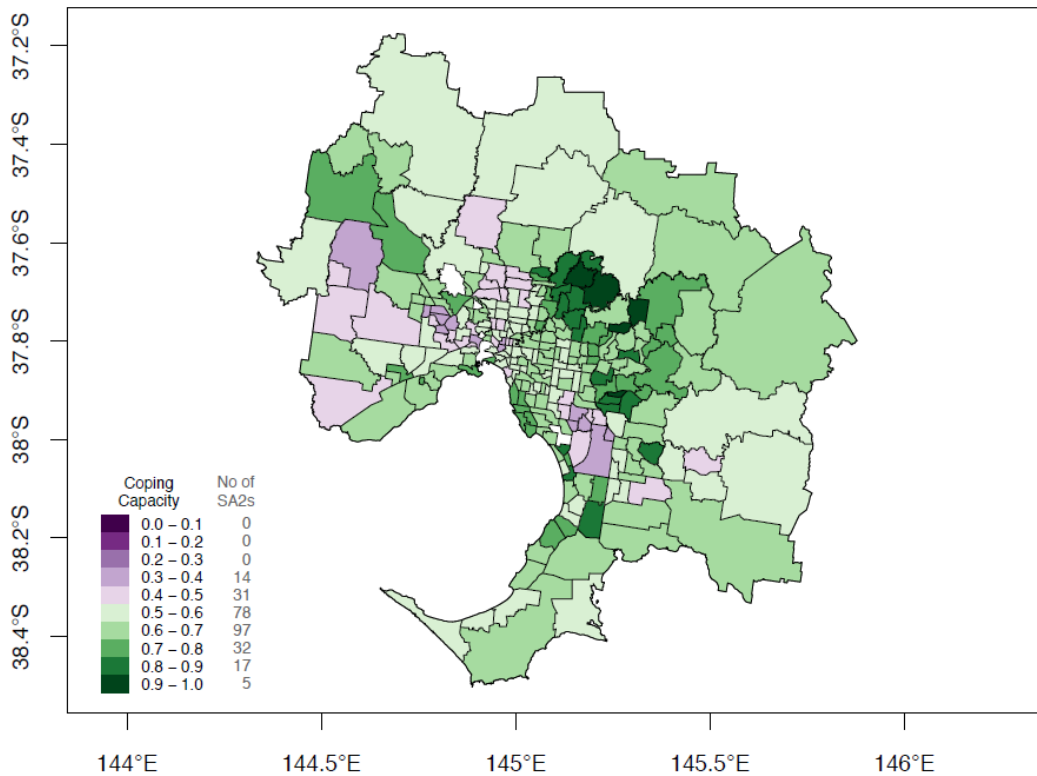 37.2°S
37.4°S
37.6°S
37.8°S
38°S
38.2°S
38.4°S
Coping Capacity No of SA2s
0.0 – 0.1 0
0.1 – 0.2 0
0.2 – 0.3 0
0.3 – 0.4 14
0.4 – 0.5 31
0.5 – 0.6 78
0.6 – 0.7 97
0.7 – 0.8 32
0.8 – 0.9 17
0.9 – 1.0 5
144°E 144.5°E 145°E 145.5°E 146°E